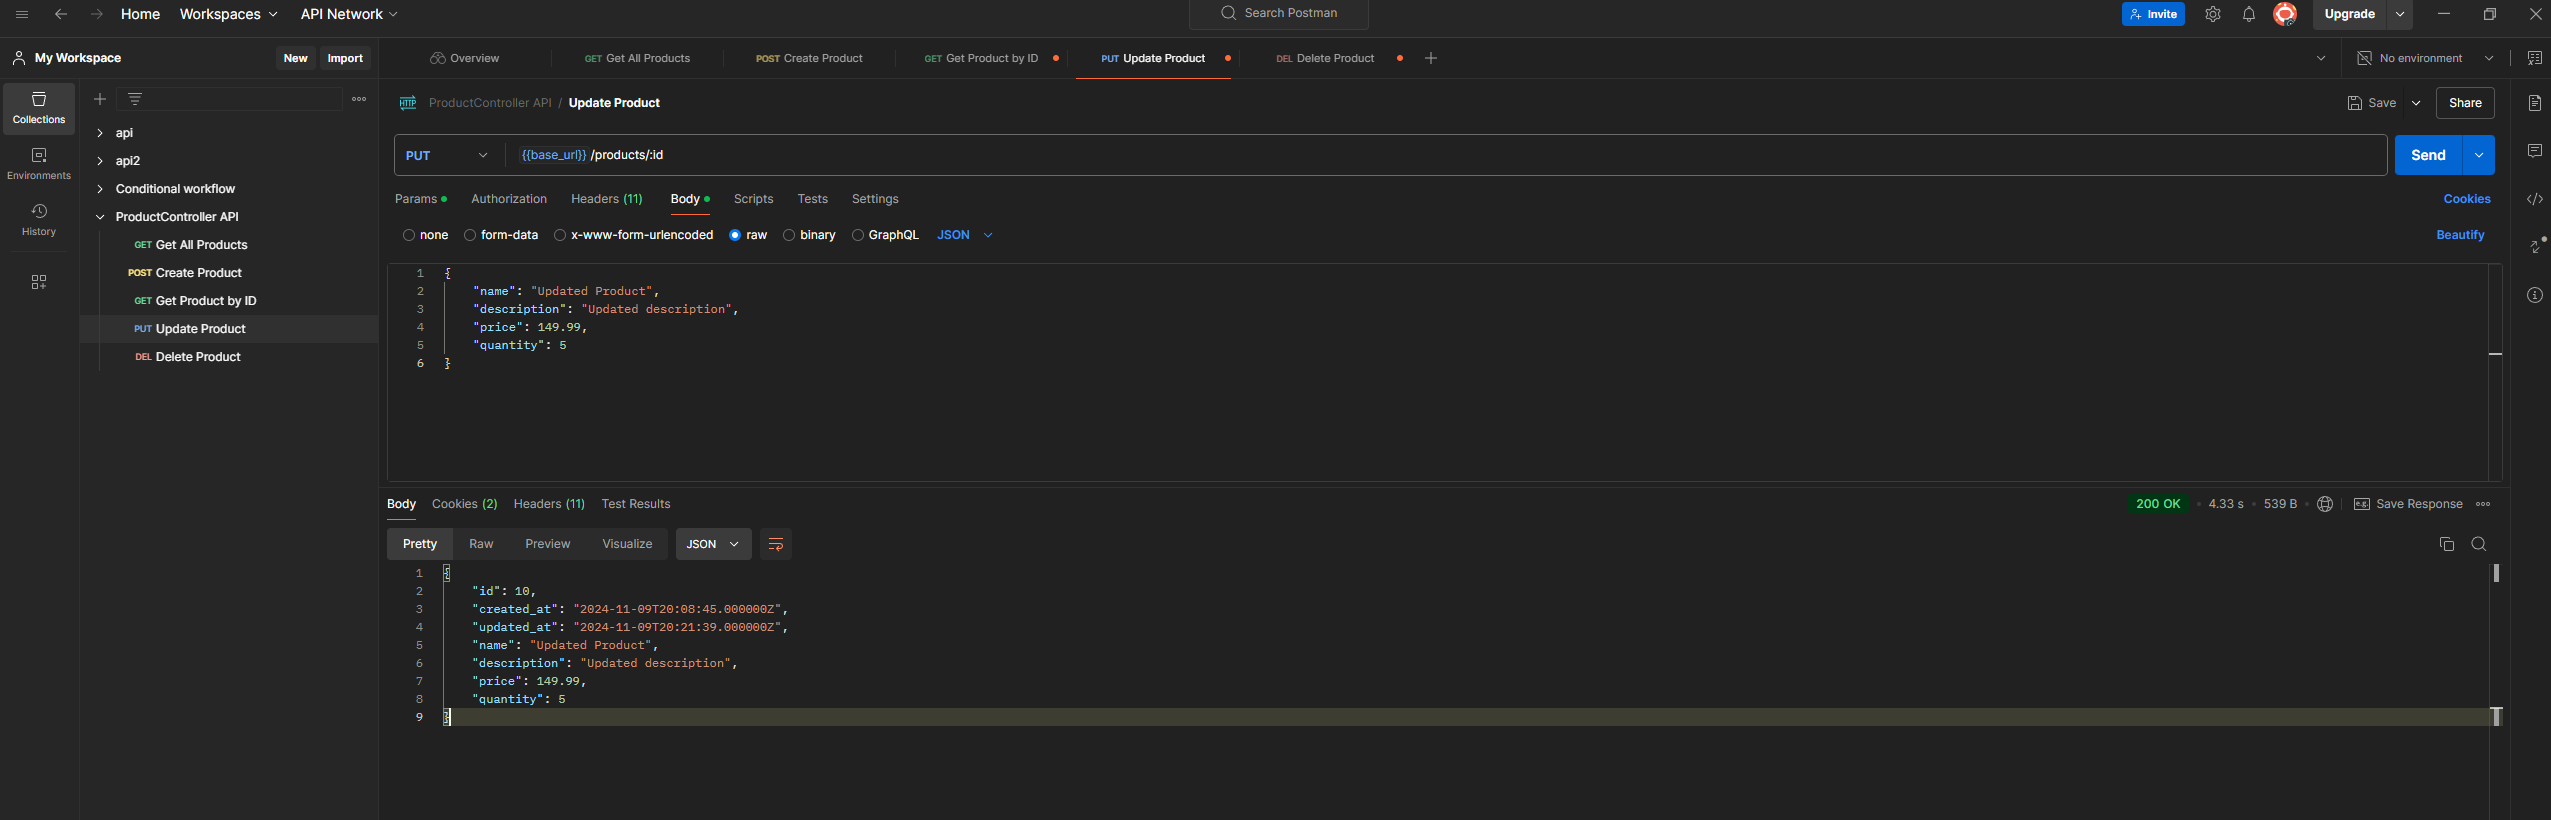 Home Workspaces API Network Search Postman Invite Upgrade
My Workspace New Import Overview GET Get All Products POST Create Product GET Get Product by ID PUT Update Product DEL Delete Product No environment
Collections
Environments
History
api
api2
Conditional workflow
ProductController API
GET Get All Products
POST Create Product
GET Get Product by ID
PUT Update Product
DEL Delete Product
HTTP ProductController API / Update Product Save Share
PUT {{base_url}} /products/:id Send
Params Authorization Headers (11) Body Scripts Tests Settings Cookies
none form-data x-www-form-urlencoded raw binary GraphQL JSON Beautify
1 {
2 "name": "Updated Product",
3 "description": "Updated description",
4 "price": 149.99,
5 "quantity": 5
6 }
Body Cookies (2) Headers (11) Test Results 200 OK 4.33 s 539 B e.g. Save Response
Pretty Raw Preview Visualize JSON
1 {
2 "id": 10,
3 "created_at": "2024-11-09T20:08:45.000000Z",
4 "updated_at": "2024-11-09T20:21:39.000000Z",
5 "name": "Updated Product",
6 "description": "Updated description",
7 "price": 149.99,
8 "quantity": 5
9 }